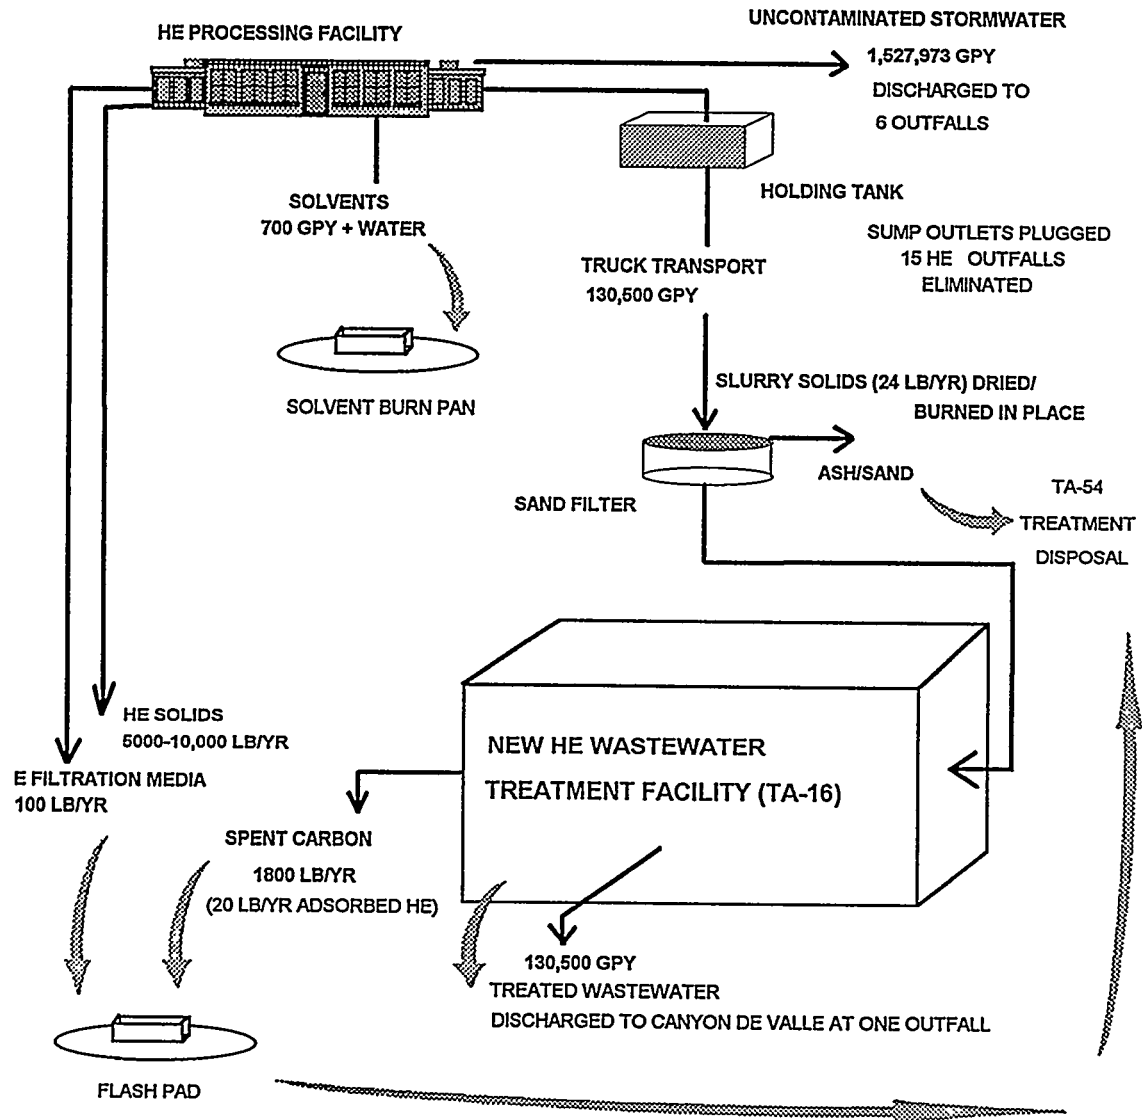 HE PROCESSING FACILITY
UNCONTAMINATED STORMWATER
1,527,973 GPY
DISCHARGED TO
6 OUTFALLS
HOLDING TANK
SOLVENTS
700 GPY + WATER
SUMP OUTLETS PLUGGED
15 HE OUTFALLS
ELIMINATED
TRUCK TRANSPORT
130,500 GPY
SOLVENT BURN PAN
SLURRY SOLIDS (24 LB/YR) DRIED/
BURNED IN PLACE
ASH/SAND
SAND FILTER
TA-54
TREATMENT
DISPOSAL
HE SOLIDS
5000-10,000 LB/YR
E FILTRATION MEDIA
100 LB/YR
NEW HE WASTEWATER
TREATMENT FACILITY (TA-16)
SPENT CARBON
1800 LB/YR
(20 LB/YR ADSORBED HE)
130,500 GPY
TREATED WASTEWATER
DISCHARGED TO CANYON DE VALLE AT ONE OUTFALL
FLASH PAD